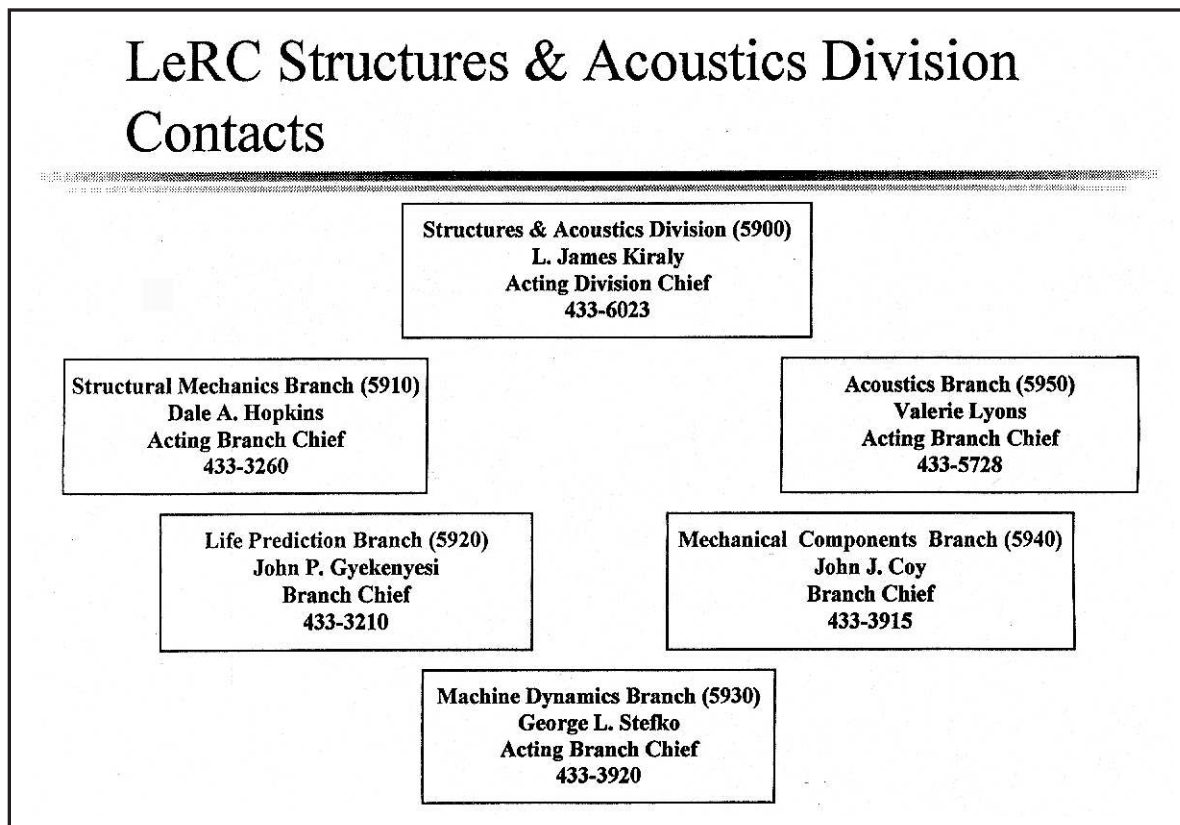 LeRC Structures & Acoustics Division
Contacts
Structures & Acoustics Division (5900)
L. James Kiraly
Acting Division Chief
433-6023
Structural Mechanics Branch (5910)
Dale A. Hopkins
Acting Branch Chief
433-3260
Acoustics Branch (5950)
Valerie Lyons
Acting Branch Chief
433-5728
Life Prediction Branch (5920)
John P. Gyekenyesi
Branch Chief
433-3210
Mechanical Components Branch (5940)
John J. Coy
Branch Chief
433-3915
Machine Dynamics Branch (5930)
George L. Stefko
Acting Branch Chief
433-3920